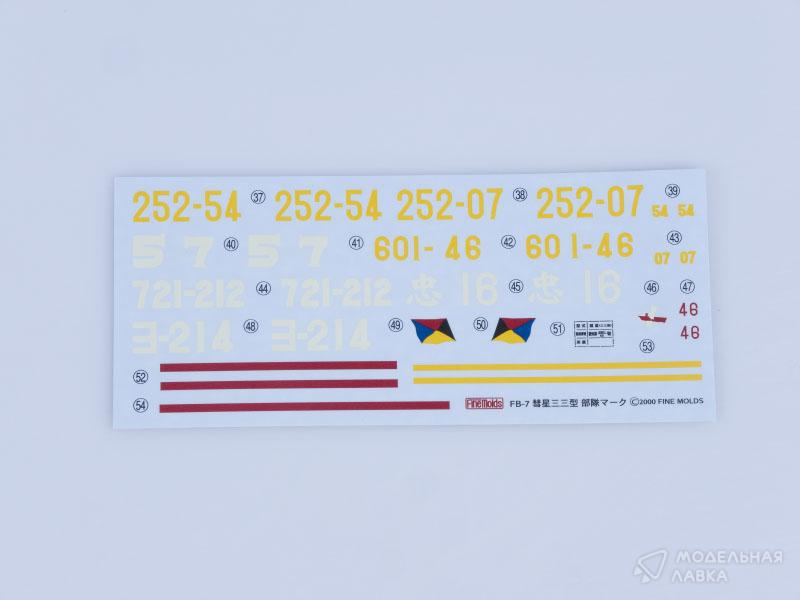 252-54 ㊲ 252-54 252-07 ㊳ 252-07 ㊴
54 54
57 ㊵ 57 ㊶ 601-46 ㊷ 601-46 ㊸
07 07
721-212 ㊹ 721-212 忠 16 ㊺ 忠 16 ㊻ ㊼
46
ヨ-214 ㊽ ヨ-214 ㊾ ㊿ 51 46
53
52
54 FineMolds FB-7 彗星三三型 部隊マーク ©2000 FINE MOLDS
МОДЕЛЬНАЯ
ЛАВКА